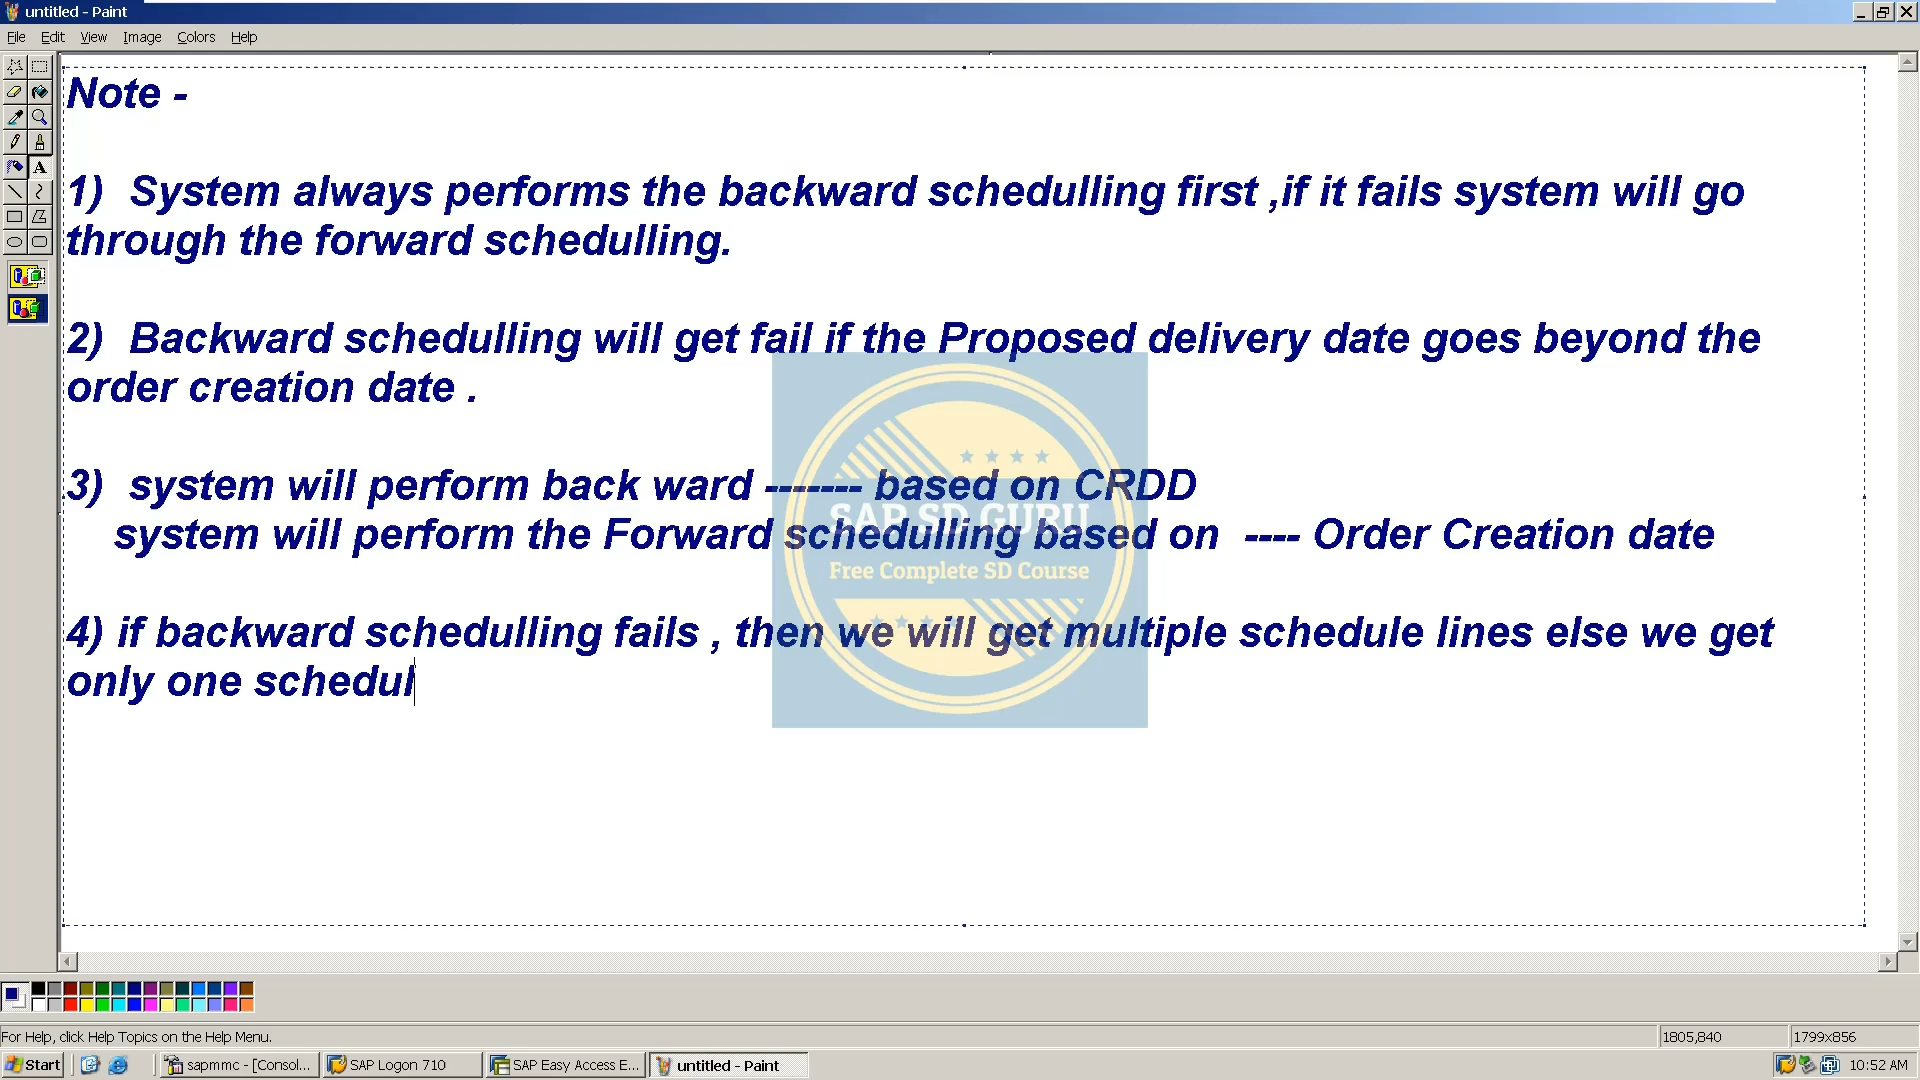 untitled - Paint
File Edit View Image Colors Help
Note -
1) System always performs the backward schedulling first ,if it fails system will go
through the forward schedulling.
2) Backward schedulling will get fail if the Proposed delivery date goes beyond the
order creation date .
3) system will perform back ward ------- based on CRDD
system will perform the Forward schedulling based on ---- Order Creation date
4) if backward schedulling fails , then we will get multiple schedule lines else we get
only one schedul
SAP SD GURU
Free Complete SD Course
For Help, click Help Topics on the Help Menu.
1805,840
1799x856
Start
sapmmc - [Consol...
SAP Logon 710
SAP Easy Access E...
untitled - Paint
10:52 AM